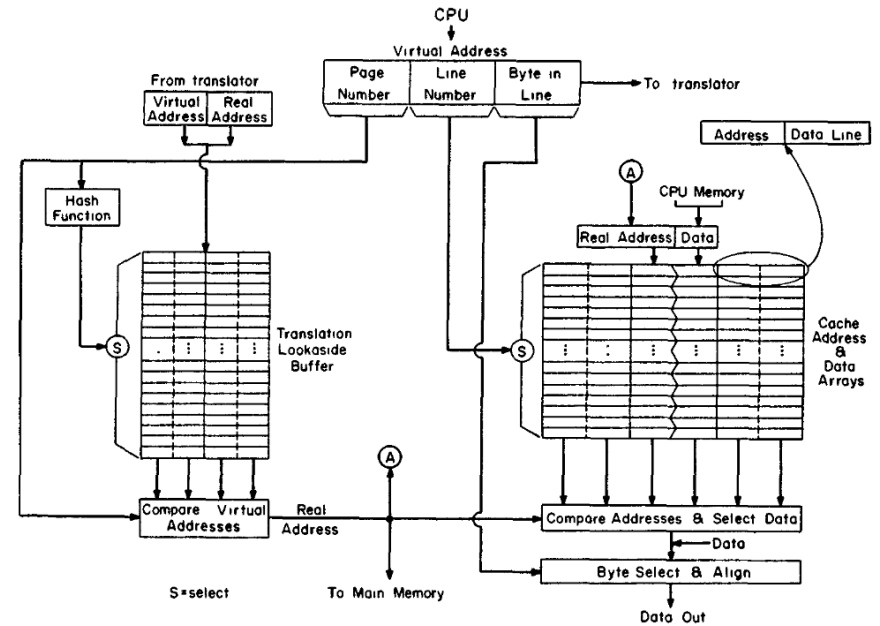 CPU
Virtual Address
Page Number
Line Number
Byte in Line
To translator
From translator
Virtual Address
Real Address
Address
Data Line
A
CPU Memory
Hash Function
Real Address
Data
S
Translation Lookaside Buffer
S
Cache Address & Data Arrays
A
Compare Virtual Addresses
Real Address
Compare Addresses & Select Data
Data
Byte Select & Align
S=select
To Main Memory
Data Out